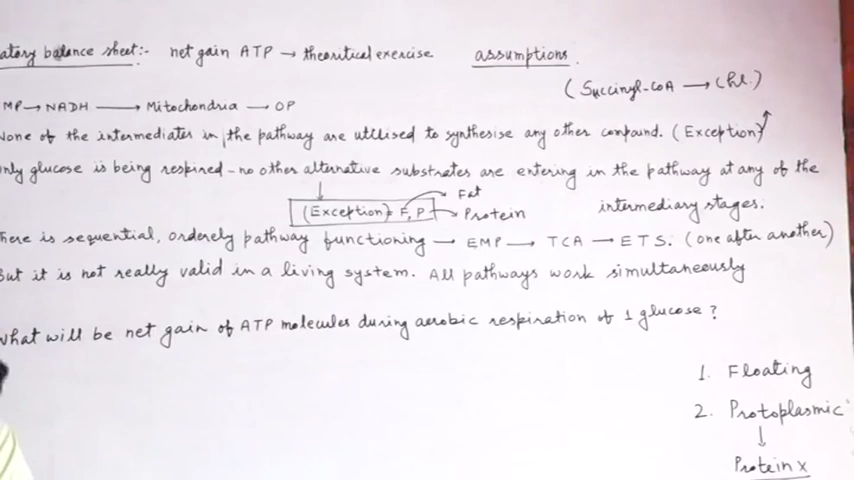 atory balance sheet:- net gain ATP → theoritical exercise assumptions.
(Succinyl-CoA → Chl.)
MP → NADH → Mitochondria → OP
None of the intermediates in the pathway are utilised to synthesise any other compound. (Exception)
nly glucose is being respired - no other alternative substrates are entering in the pathway at any of the intermediary stages.
(Exception) = F, P → Fat
→ Protein
here is sequential, orderely pathway functioning → EMP → TCA → ETS. (one after another)
But it is not really valid in a living system. All pathways work simultaneously
what will be net gain of ATP molecules during aerobic respiration of 1 glucose?
1. Floating
2. Protoplasmic
↓
Protein x